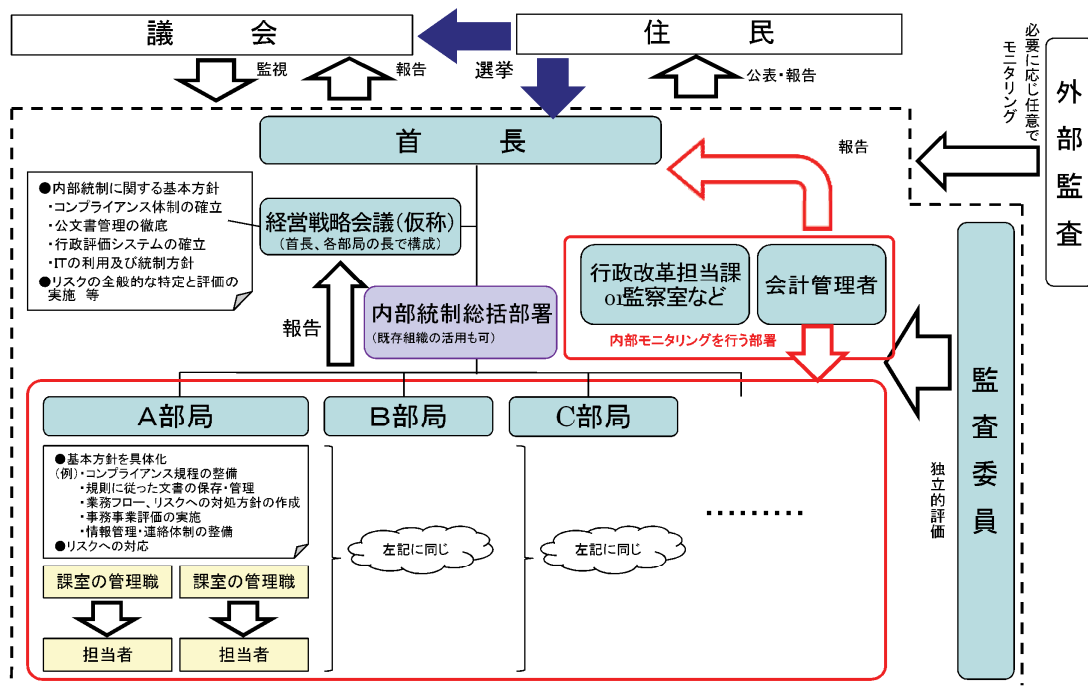 議会
住民
監視
報告
選挙
公表・報告
必要に応じ任意で
モニタリング
外部監査
首長
報告
●内部統制に関する基本方針
・コンプライアンス体制の確立
・公文書管理の徹底
・行政評価システムの確立
・ITの利用及び統制方針
●リスクの全般的な特定と評価の
実施 等
経営戦略会議(仮称)
(首長、各部局の長で構成)
行政改革担当課
or監察室など
会計管理者
内部モニタリングを行う部署
内部統制総括部署
(既存組織の活用も可)
報告
監査委員
独立的評価
A部局
B部局
C部局
●基本方針を具体化
(例)・コンプライアンス規程の整備
・規則に従った文書の保存・管理
・業務フロー、リスクへの対処方針の作成
・事務事業評価の実施
・情報管理・連絡体制の整備
●リスクへの対応
左記に同じ
左記に同じ
………
課室の管理職
課室の管理職
担当者
担当者